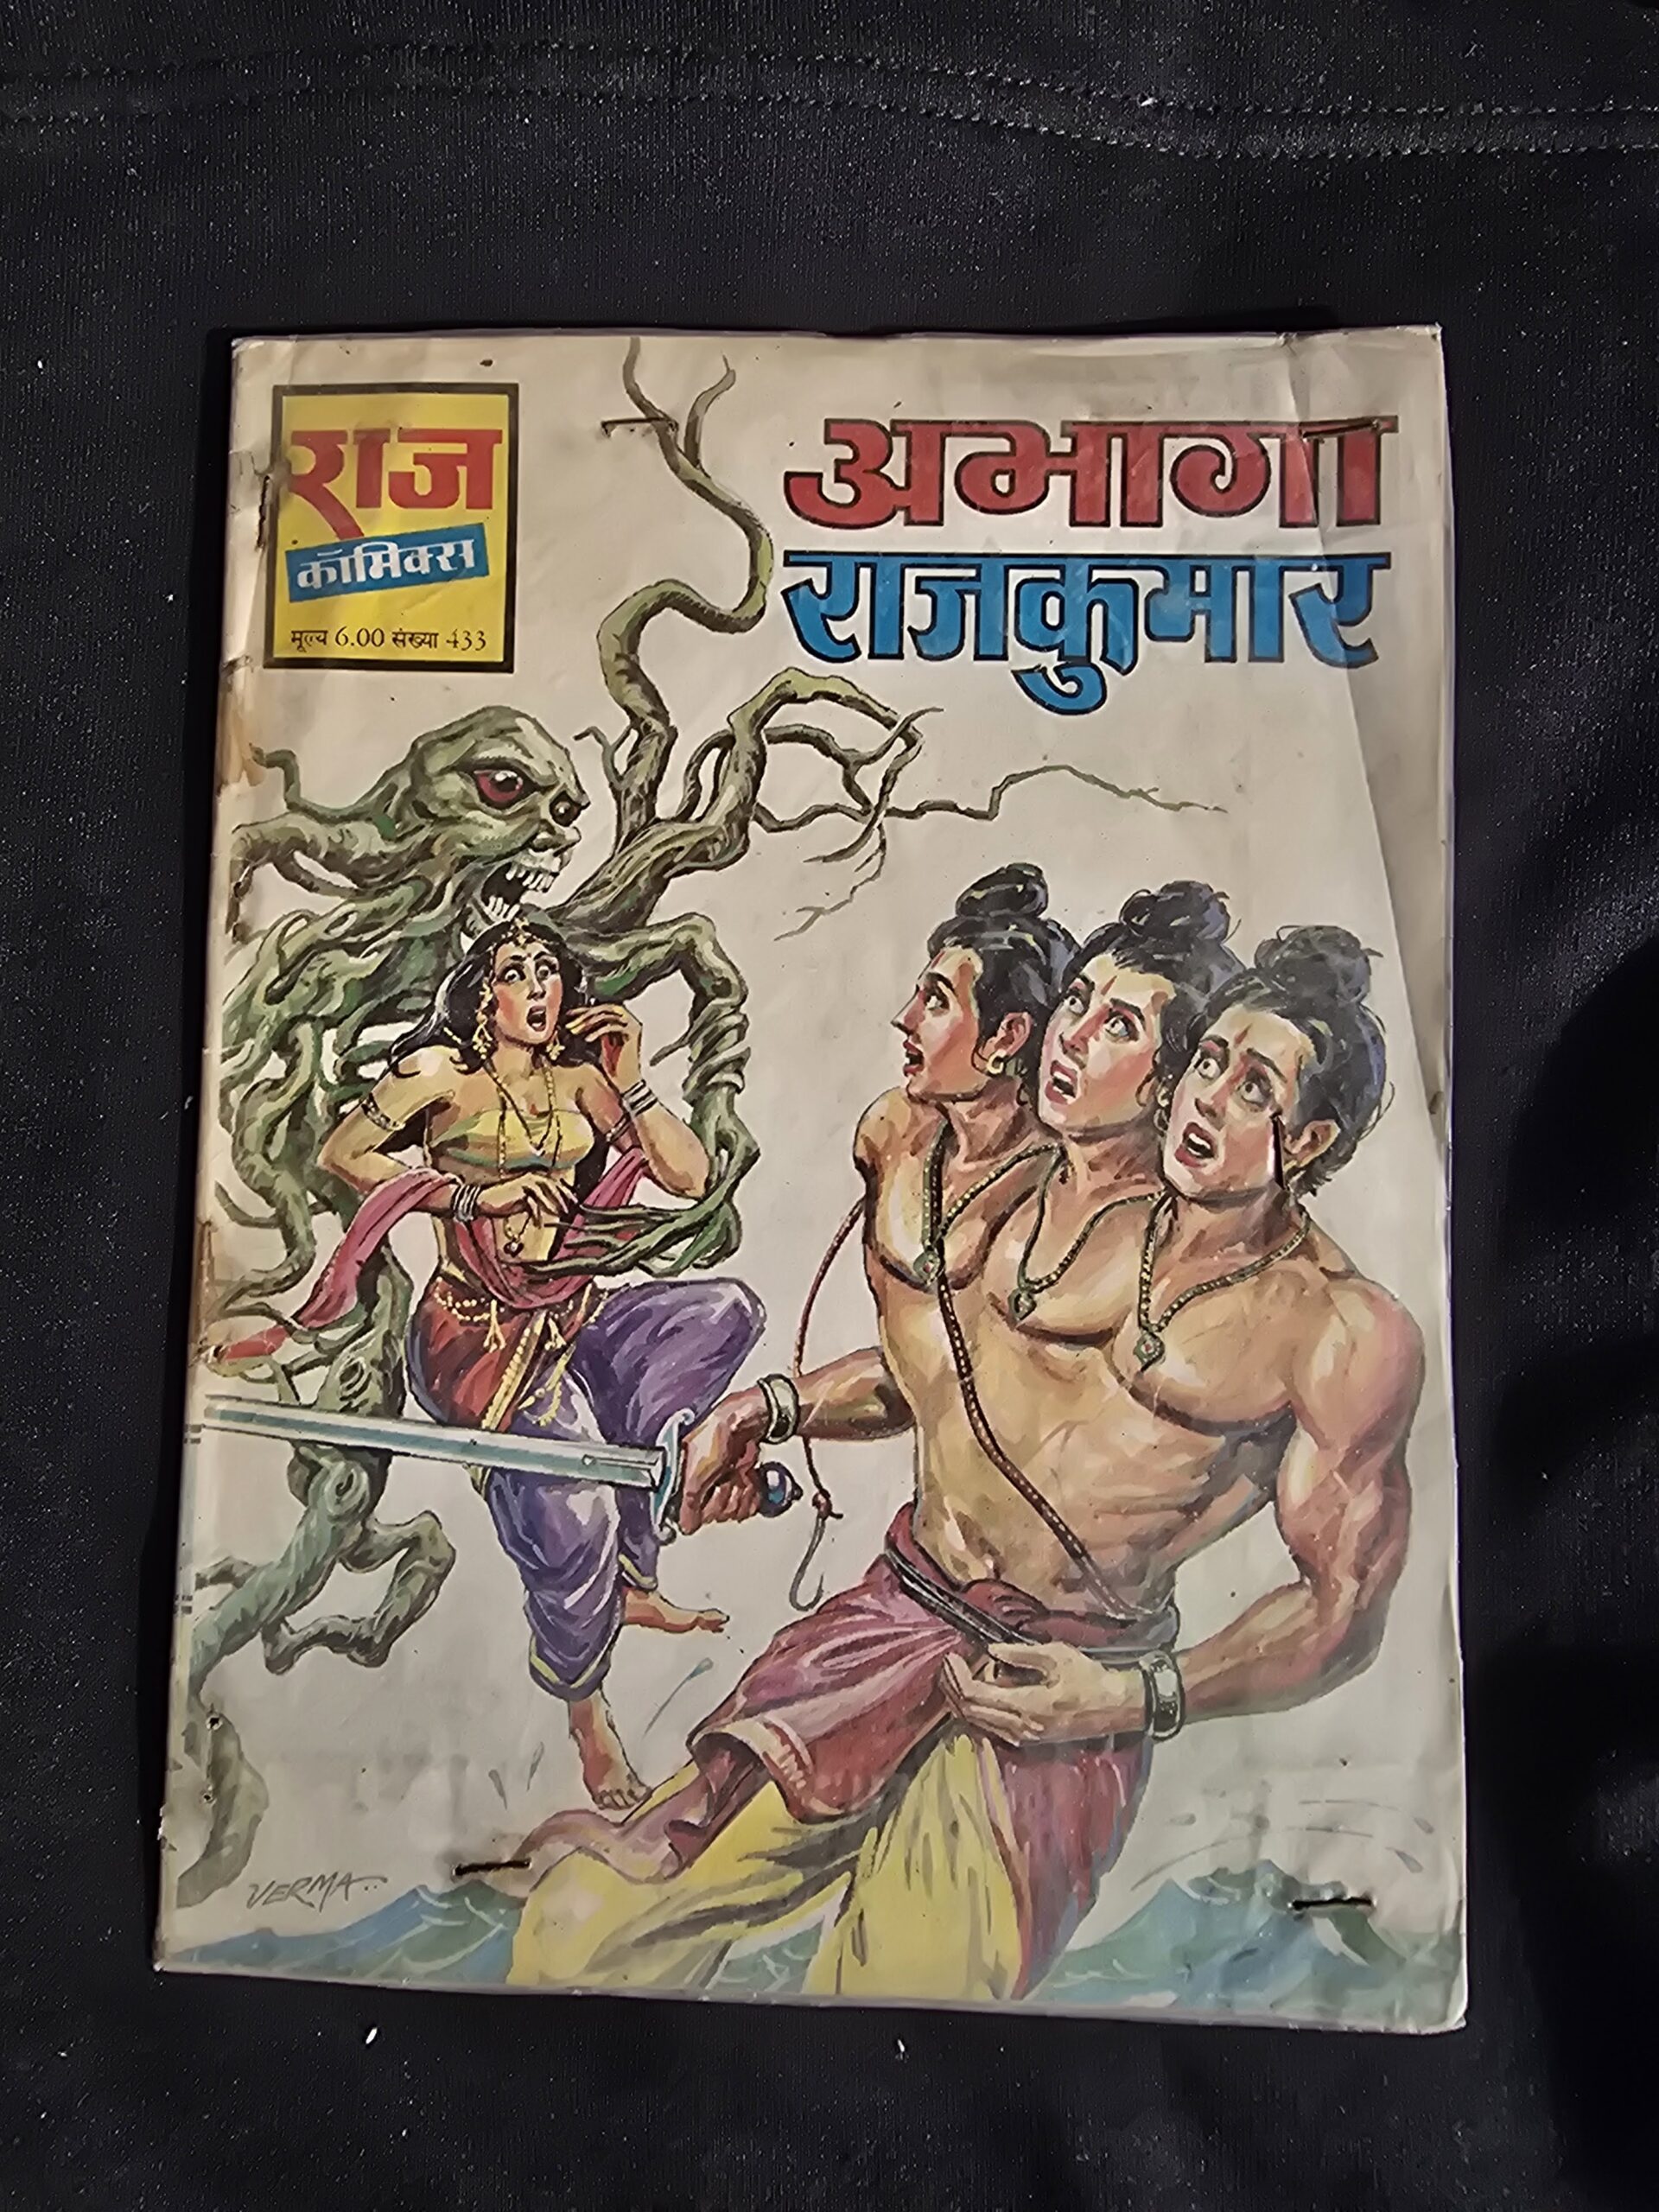 राज
कॉमिक्स
मूल्य 6.00 संख्या 433
अभागा
राजकुमार
VERMA..